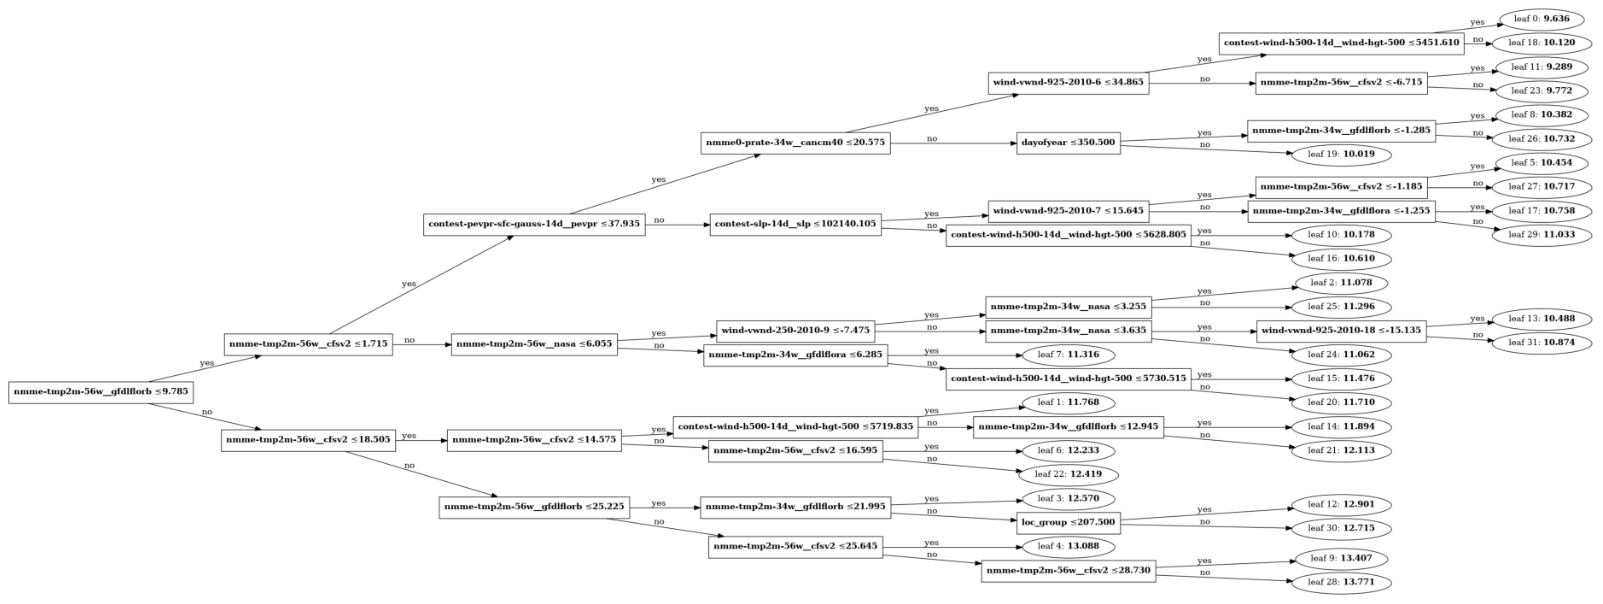 leaf 0: 9.636
yes
contest-wind-h500-14d__wind-hgt-500 ≤5451.610
no
leaf 18: 10.120
yes
leaf 11: 9.289
yes
wind-vwnd-925-2010-6 ≤34.865
no
nmme-tmp2m-56w__cfsv2 ≤-6.715
no
leaf 23: 9.772
yes
leaf 8: 10.382
yes
nmme-tmp2m-34w__gfdlflorb ≤-1.285
no
leaf 26: 10.732
nmme0-prate-34w__cancm40 ≤20.575
no
dayofyear ≤350.500
yes
no
leaf 19: 10.019
yes
leaf 5: 10.454
yes
nmme-tmp2m-56w__cfsv2 ≤-1.185
no
leaf 27: 10.717
wind-vwnd-925-2010-7 ≤15.645
yes
no
nmme-tmp2m-34w__gfdlflora ≤-1.255
yes
leaf 17: 10.758
no
leaf 29: 11.033
contest-pevpr-sfc-gauss-14d__pevpr ≤37.935
no
contest-slp-14d__slp ≤102140.105
yes
no
contest-wind-h500-14d__wind-hgt-500 ≤5628.805
yes
leaf 10: 10.178
no
leaf 16: 10.610
yes
leaf 2: 11.078
yes
nmme-tmp2m-34w__nasa ≤3.255
no
leaf 25: 11.296
wind-vwnd-250-2010-9 ≤-7.475
yes
no
nmme-tmp2m-34w__nasa ≤3.635
yes
wind-vwnd-925-2010-18 ≤-15.135
yes
leaf 13: 10.488
no
leaf 31: 10.874
no
leaf 24: 11.062
nmme-tmp2m-56w__cfsv2 ≤1.715
no
nmme-tmp2m-56w__nasa ≤6.055
yes
no
nmme-tmp2m-34w__gfdlflora ≤6.285
yes
leaf 7: 11.316
no
contest-wind-h500-14d__wind-hgt-500 ≤5730.515
yes
leaf 15: 11.476
no
leaf 20: 11.710
yes
nmme-tmp2m-56w__gfdlflorb ≤9.785
no
yes
leaf 1: 11.768
contest-wind-h500-14d__wind-hgt-500 ≤5719.835
no
nmme-tmp2m-34w__gfdlflorb ≤12.945
yes
leaf 14: 11.894
no
leaf 21: 12.113
nmme-tmp2m-56w__cfsv2 ≤18.505
yes
nmme-tmp2m-56w__cfsv2 ≤14.575
yes
no
nmme-tmp2m-56w__cfsv2 ≤16.595
yes
leaf 6: 12.233
no
leaf 22: 12.419
no
nmme-tmp2m-56w__gfdlflorb ≤25.225
yes
nmme-tmp2m-34w__gfdlflorb ≤21.995
yes
leaf 3: 12.570
no
loc_group ≤207.500
yes
leaf 12: 12.901
no
leaf 30: 12.715
no
nmme-tmp2m-56w__cfsv2 ≤25.645
yes
leaf 4: 13.088
no
nmme-tmp2m-56w__cfsv2 ≤28.730
yes
leaf 9: 13.407
no
leaf 28: 13.771